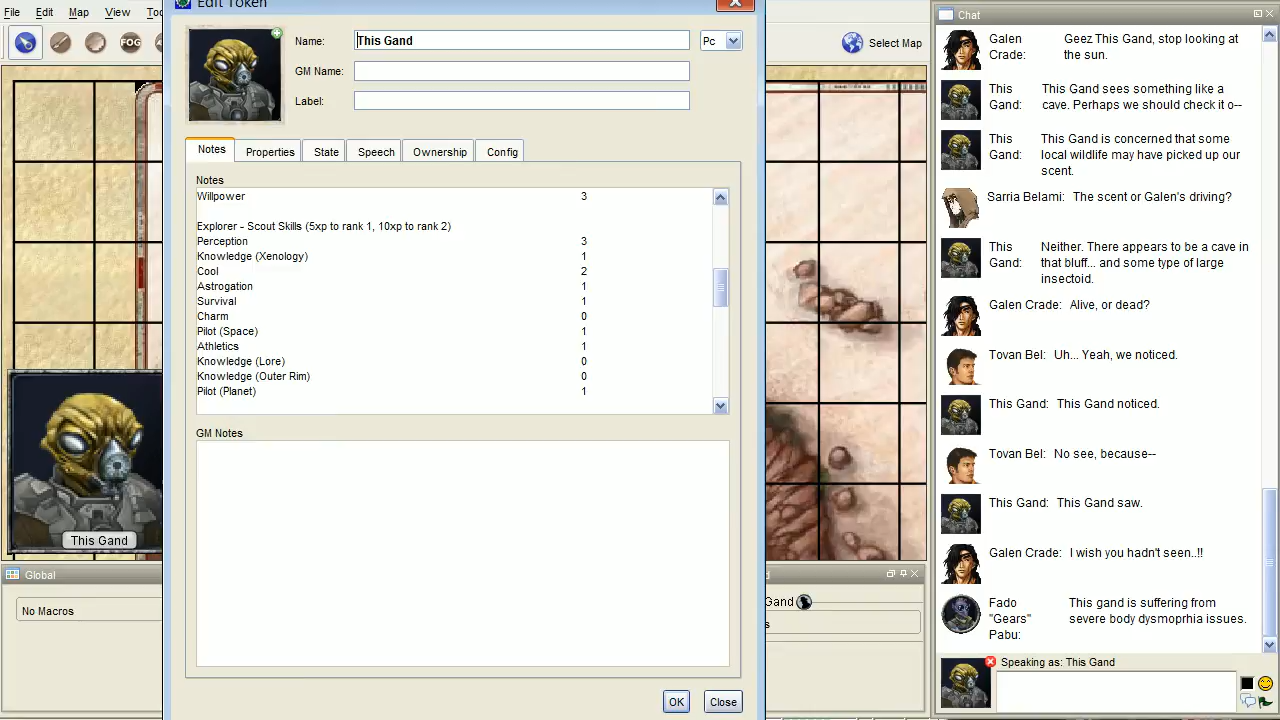 Edit Token
File Edit Map View
FOG
Select Map
Name:
This Gand
Pc
GM Name:
Label:
Notes
State
Speech
Ownership
Config
Notes
Willpower 3
Explorer - Scout Skills (5xp to rank 1, 10xp to rank 2)
Perception 3
Knowledge (Xenology) 1
Cool 2
Astrogation 1
Survival 1
Charm 0
Pilot (Space) 1
Athletics 1
Knowledge (Lore) 0
Knowledge (Outer Rim) 0
Pilot (Planet) 1
GM Notes
OK
Close
This Gand
Global
No Macros
Gand
Chat
Galen Crade: Geez This Gand, stop looking at
the sun.
This Gand: This Gand sees something like a
cave. Perhaps we should check it o--
This Gand: This Gand is concerned that some
local wildlife may have picked up our
scent.
Sarria Belami: The scent or Galen's driving?
This Gand: Neither. There appears to be a cave in
that bluff... and some type of large
insectoid.
Galen Crade: Alive, or dead?
Tovan Bel: Uh... Yeah, we noticed.
This Gand: This Gand noticed.
Tovan Bel: No see, because--
This Gand: This Gand saw.
Galen Crade: I wish you hadn't seen..!!
Fado "Gears" Pabu: This gand is suffering from
severe body dysmoprhia issues.
Speaking as: This Gand